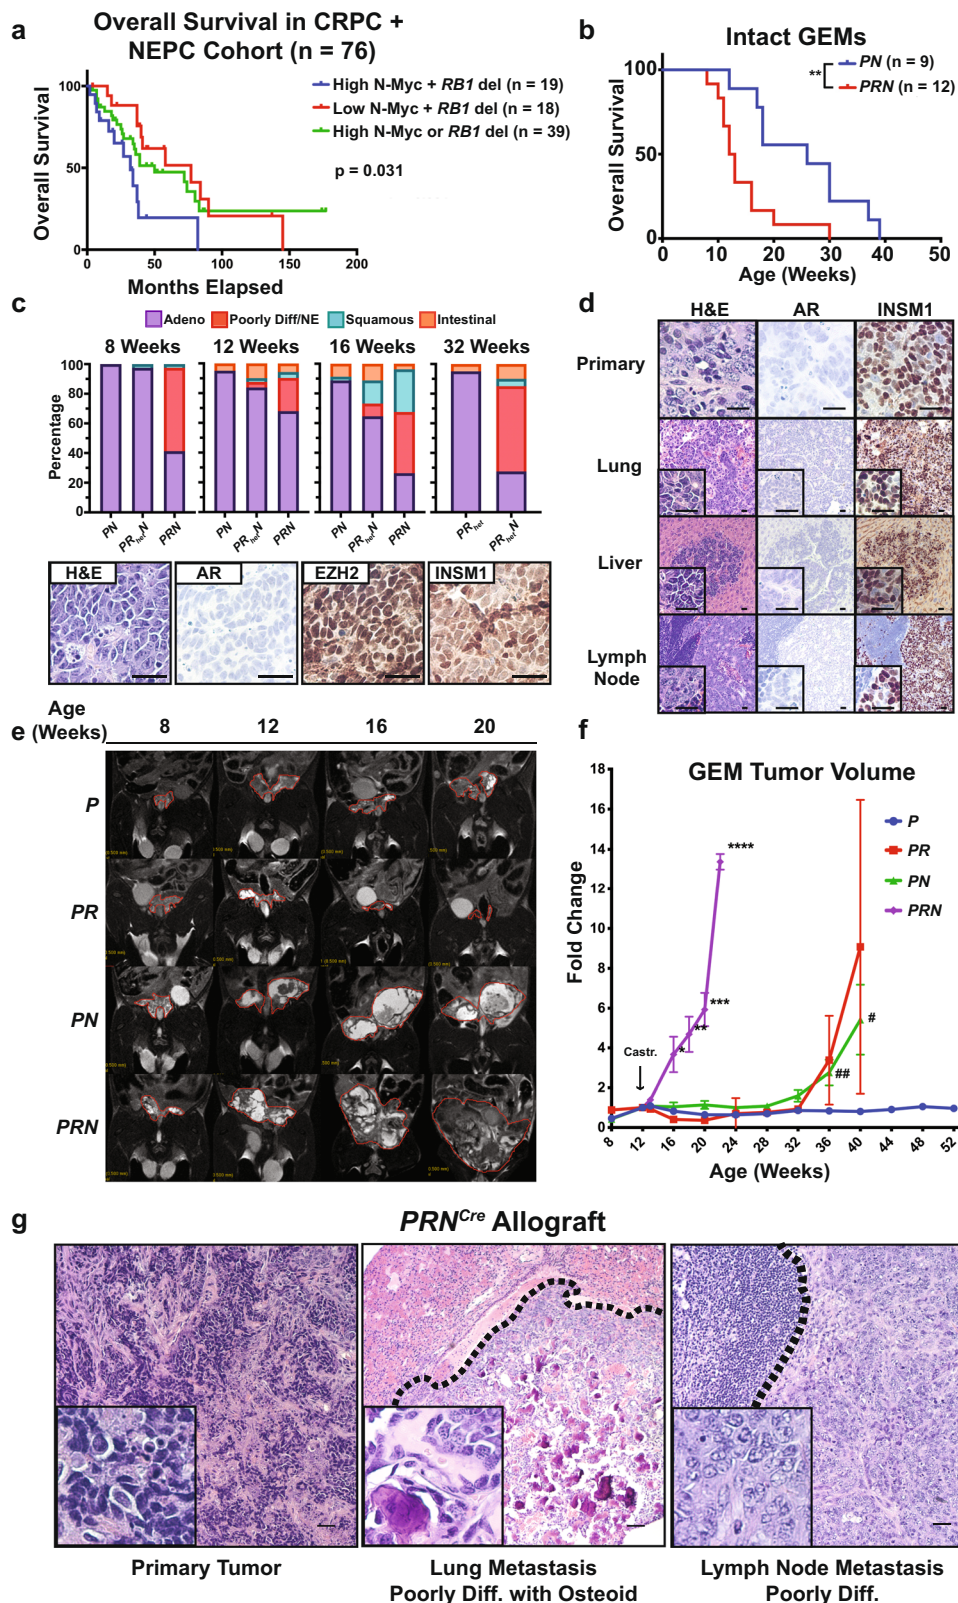 a
Overall Survival in CRPC +
NEPC Cohort (n = 76)
Overall Survival
100
50
0
0 50 100 150 200
Months Elapsed
High N-Myc + RB1 del (n = 19)
Low N-Myc + RB1 del (n = 18)
High N-Myc or RB1 del (n = 39)
p = 0.031
b
Intact GEMs
Overall Survival
100
50
0
0 10 20 30 40 50
Age (Weeks)
** PN (n = 9)
PRN (n = 12)
c
Adeno Poorly Diff/NE Squamous Intestinal
8 Weeks 12 Weeks 16 Weeks 32 Weeks
Percentage
100
80
60
40
20
0
PN PRhetN PRN PN PRhetN PRN PN PRhetN PRN PRhet PRhetN
H&E AR EZH2 INSM1
d
H&E AR INSM1
Primary
Lung
Liver
Lymph
Node
e
Age
(Weeks) 8 12 16 20
P
PR
PN
PRN
f
GEM Tumor Volume
Fold Change
18
16
14
12
10
8
6
4
2
0
8 12 16 20 24 28 32 36 40 44 48 52
Age (Weeks)
Castr.
*
**
***
****
##
#
P
PR
PN
PRN
g
PRNCre Allograft
Primary Tumor
Lung Metastasis
Poorly Diff. with Osteoid
Lymph Node Metastasis
Poorly Diff.